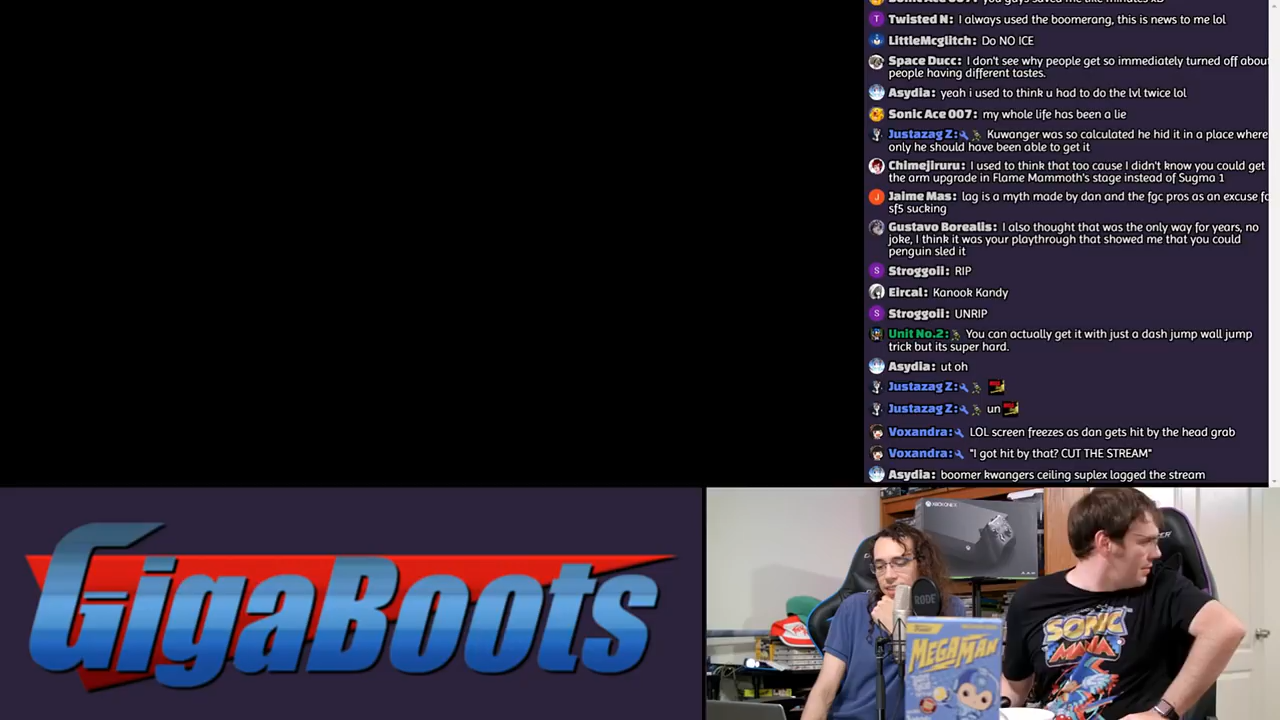 Twisted N: I always used the boomerang, this is news to me lol
LittleMcglitch: Do NO ICE
Space Ducc: I don't see why people get so immediately turned off about
people having different tastes.
Asydia: yeah i used to think u had to do the lvl twice lol
Sonic Ace 007: my whole life has been a lie
Justazag Z: Kuwanger was so calculated he hid it in a place where
only he should have been able to get it
Chimejiruru: I used to think that too cause I didn't know you could get
the arm upgrade in Flame Mammoth's stage instead of Sugma 1
Jaime Mas: lag is a myth made by dan and the fgc pros as an excuse fo
sf5 sucking
Gustavo Borealis: I also thought that was the only way for years, no
joke, I think it was your playthrough that showed me that you could
penguin sled it
S Stroggoii: RIP
Eircal: Kanook Kandy
S Stroggoii: UNRIP
Unit No.2: You can actually get it with just a dash jump wall jump
trick but its super hard.
Asydia: ut oh
Justazag Z:
Justazag Z: un
Voxandra: LOL screen freezes as dan gets hit by the head grab
Voxandra: "I got hit by that? CUT THE STREAM"
Asydia: boomer kwangers ceiling suplex lagged the stream
GigaBoots
XBOX ONE X
RODE
MEGAMAN
SONIC
MANIA